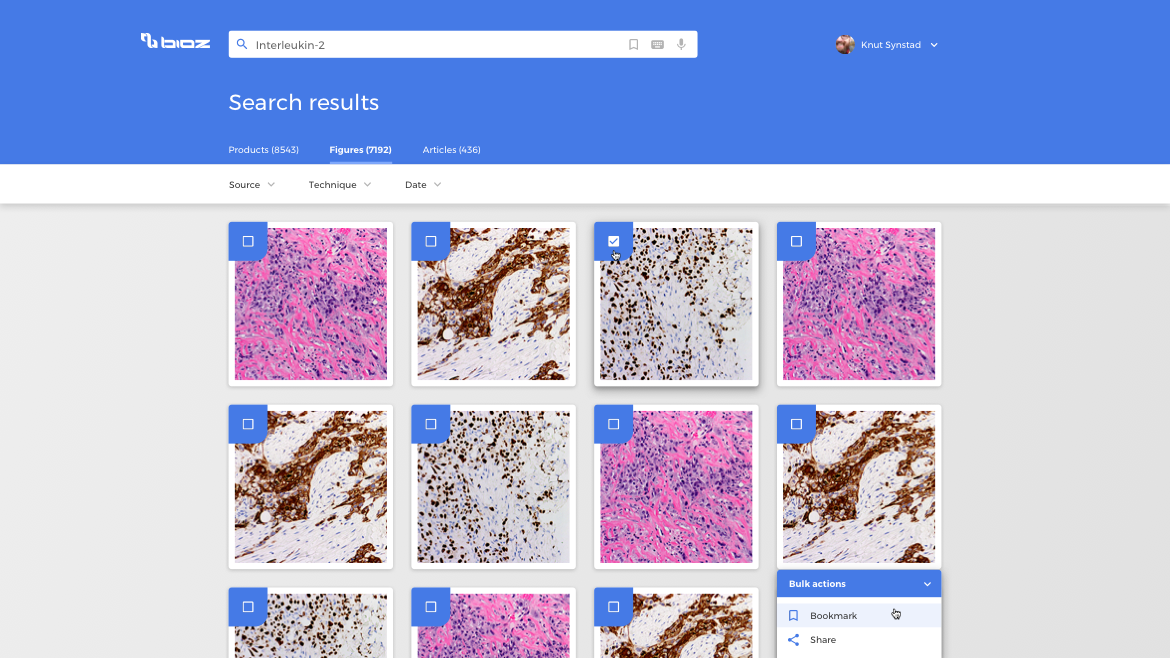 bioz
Interleukin-2
Knut Synstad
Search results
Products (8543)
Figures (7192)
Articles (436)
Source
Technique
Date
Bulk actions
Bookmark
Share